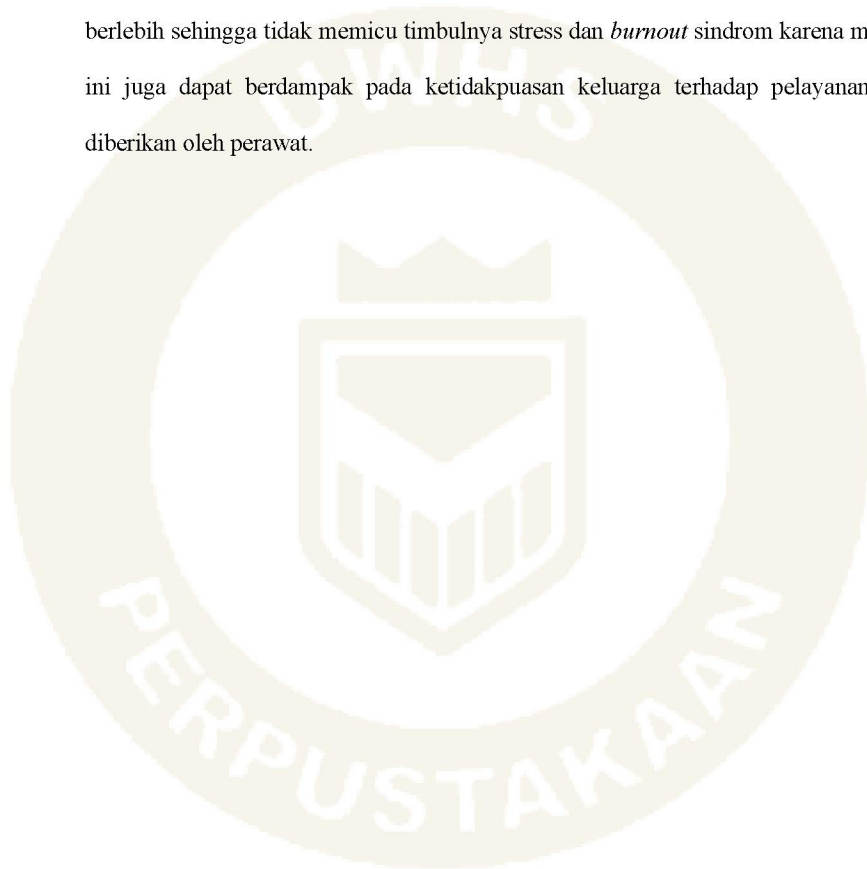 berlebih sehingga tidak memicu timbulnya stress dan burnout sindrom karena m
ini juga dapat berdampak pada ketidakpuasan keluarga terhadap pelayanan
diberikan oleh perawat.
UWHS
PERPUSTAKAAN